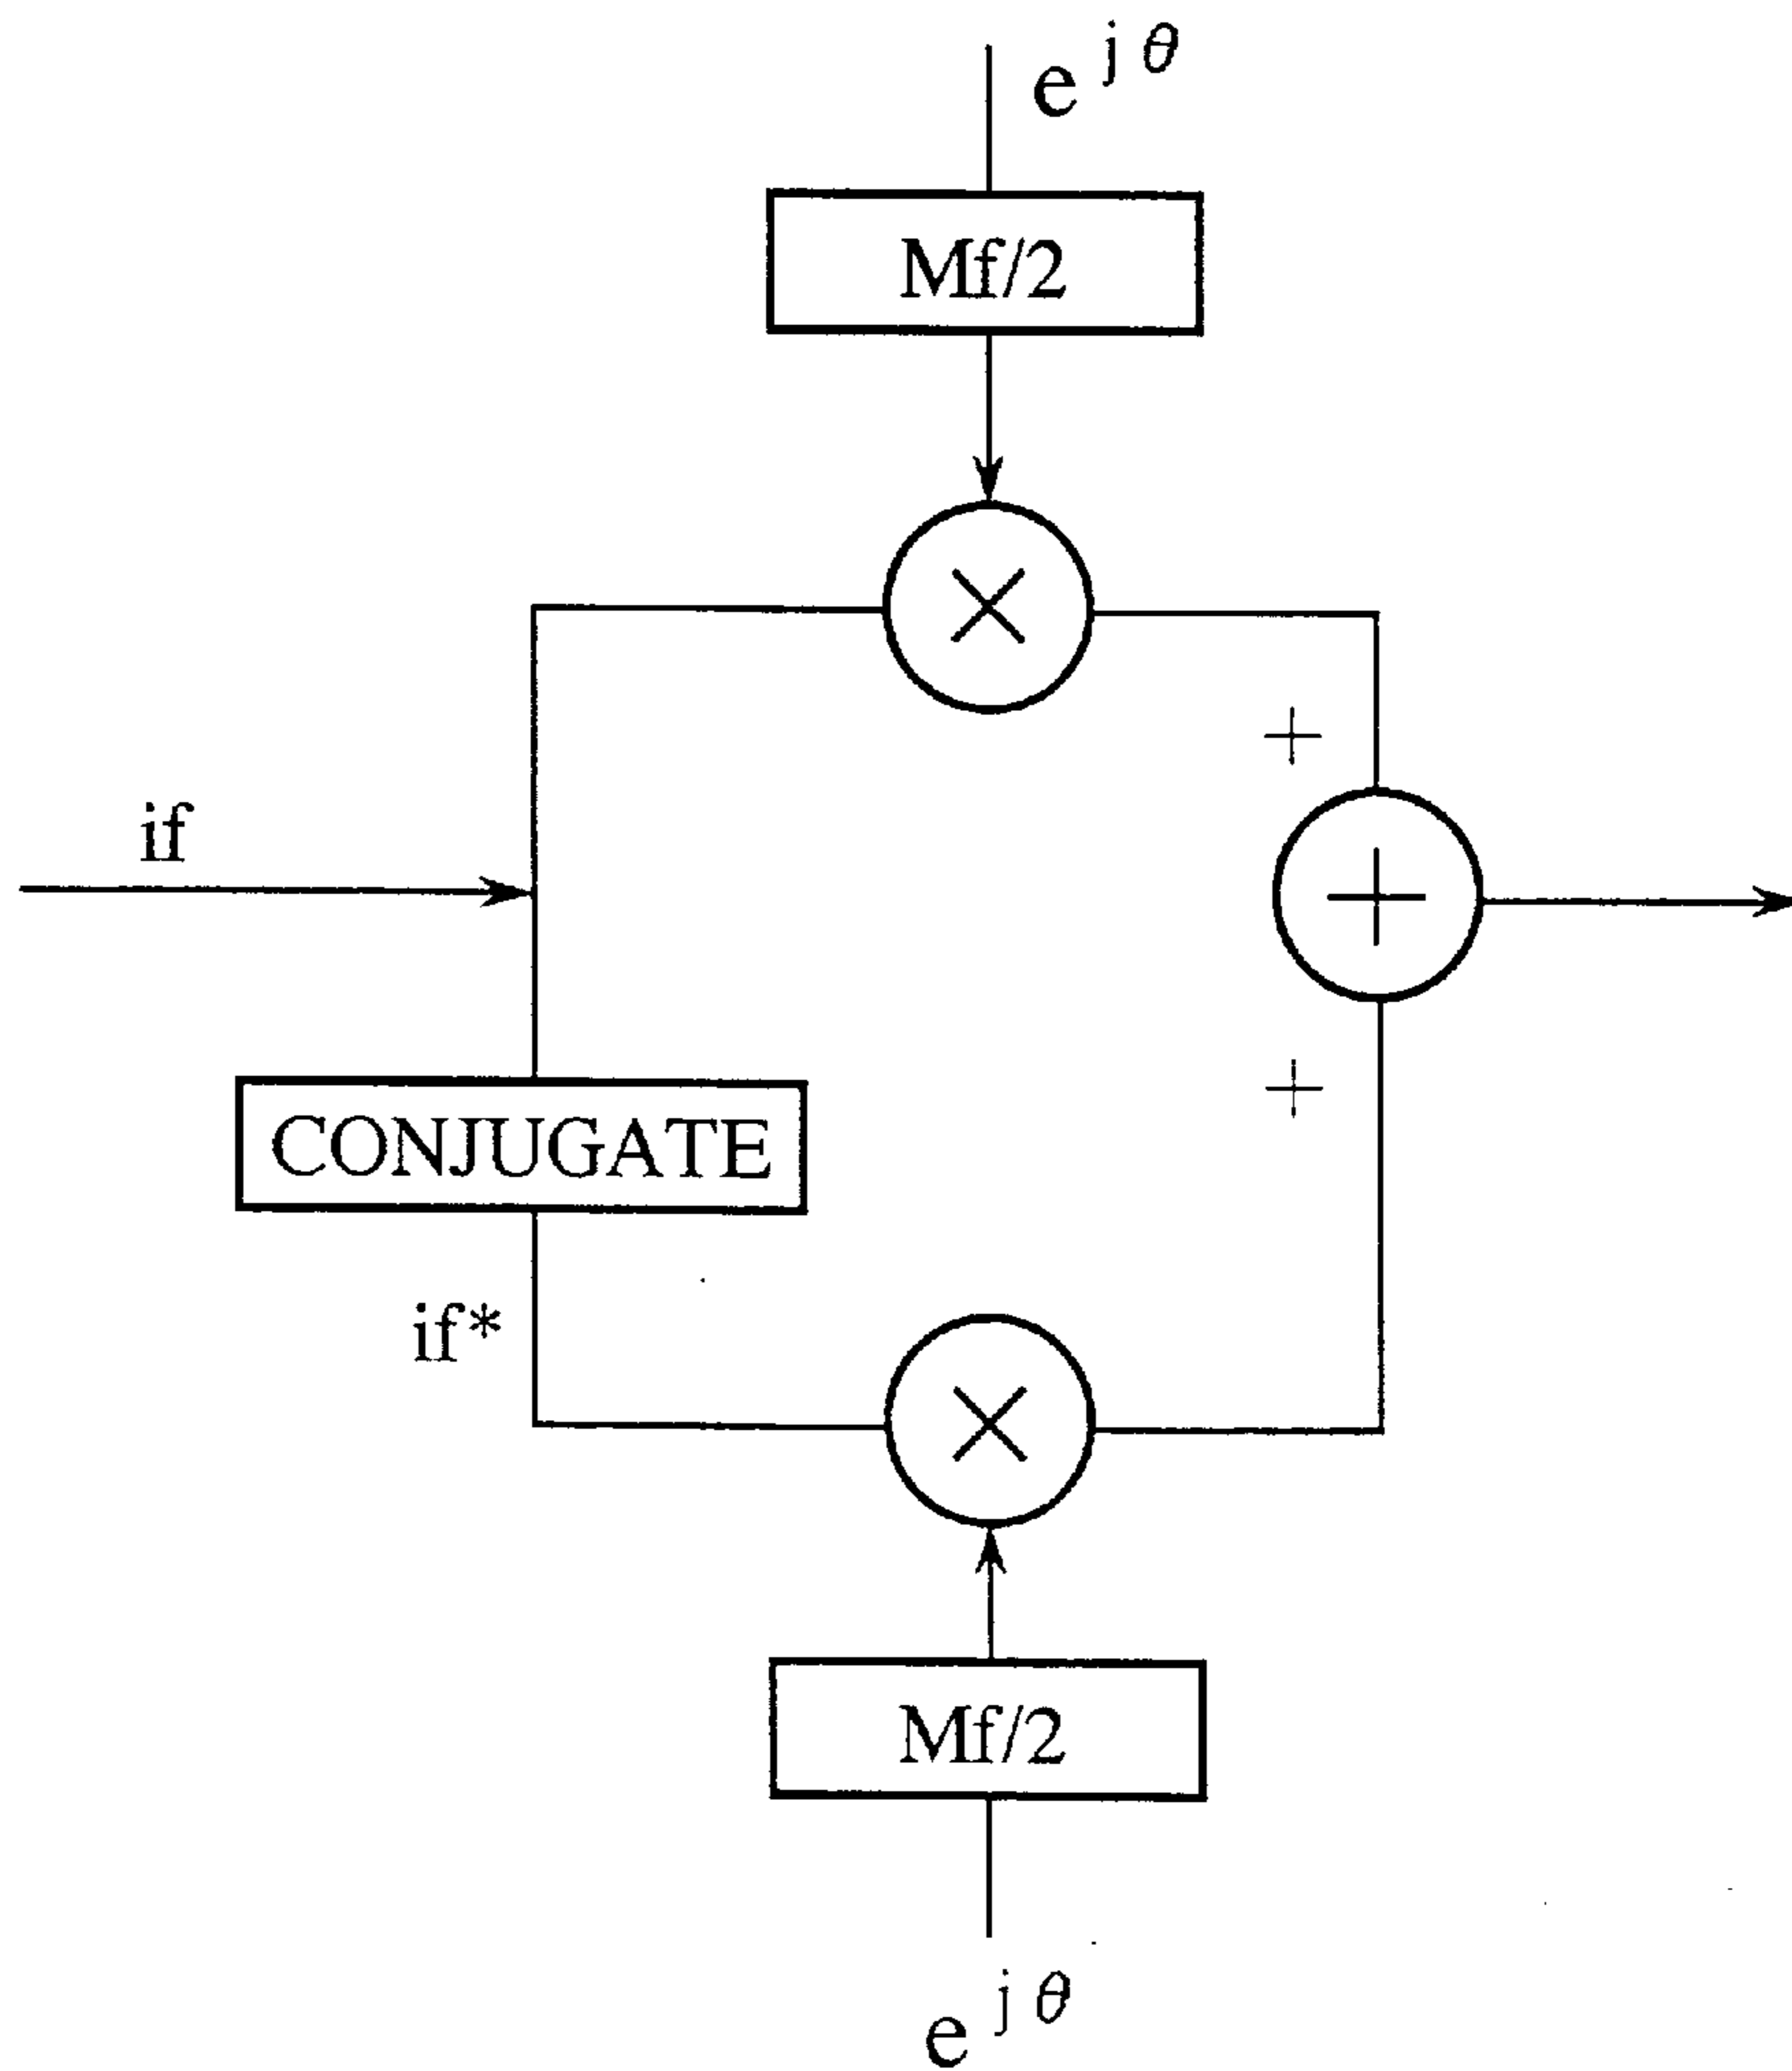 e^{jθ}
Mf/2
×
+
if
+
CONJUGATE
+
if*
×
Mf/2
e^{jθ}